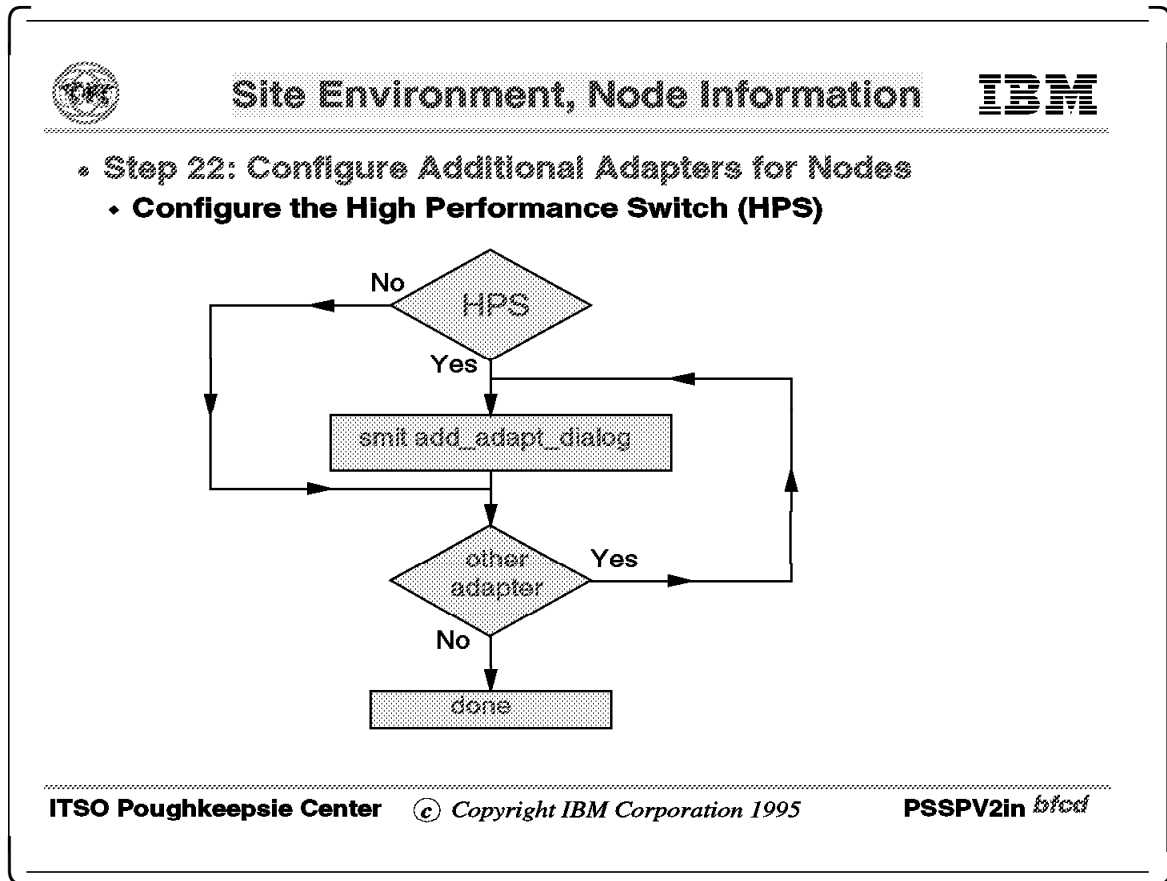 Site Environment, Node Information
IBM
• Step 22: Configure Additional Adapters for Nodes
• Configure the High Performance Switch (HPS)
No
HPS
Yes
smit add_adapt_dialog
other
adapter
Yes
No
done
ITSO Poughkeepsie Center © Copyright IBM Corporation 1995 PSSPV2in bfcd